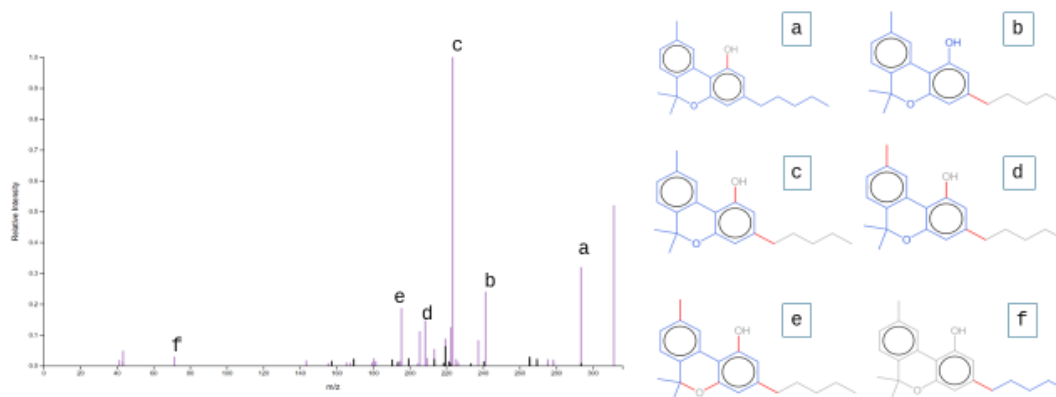 c
a
b
e
d
f
1.0
0.9
0.8
0.7
0.6
0.5
0.4
0.3
0.2
0.1
0.0
0
20
40
60
80
100
120
140
160
180
200
220
240
260
280
300
m/z
Relative Intensity
a
OH
O
b
OH
O
c
OH
O
d
OH
O
e
OH
O
f
OH
O